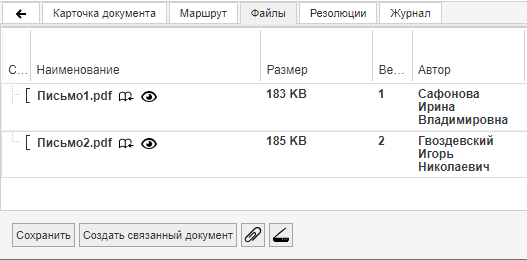 Карточка документа Маршрут Файлы Резолюции Журнал
С... Наименование Размер Ве... Автор
Письмо1.pdf 183 KB 1 Сафонова
Ирина
Владимировна
Письмо2.pdf 185 KB 2 Гвоздевский
Игорь
Николаевич
Сохранить Создать связанный документ